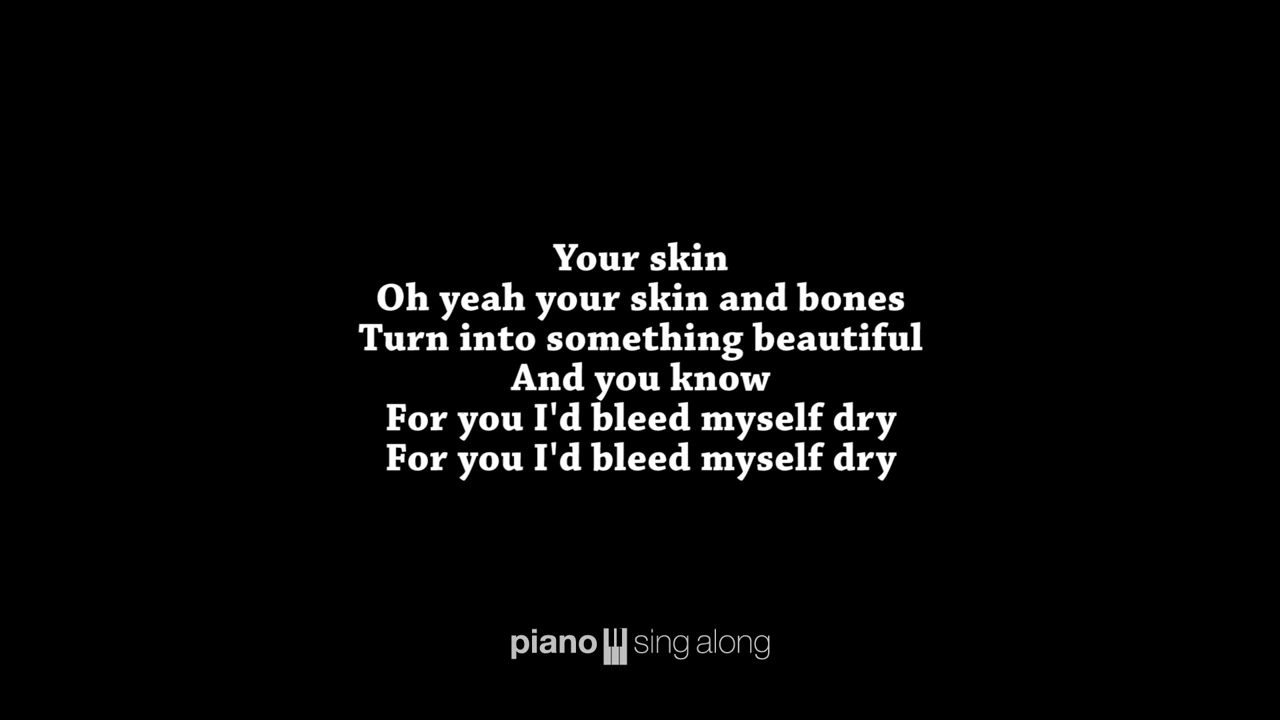 Your skin
Oh yeah your skin and bones
Turn into something beautiful
And you know
For you I'd bleed myself dry
For you I'd bleed myself dry
piano sing along